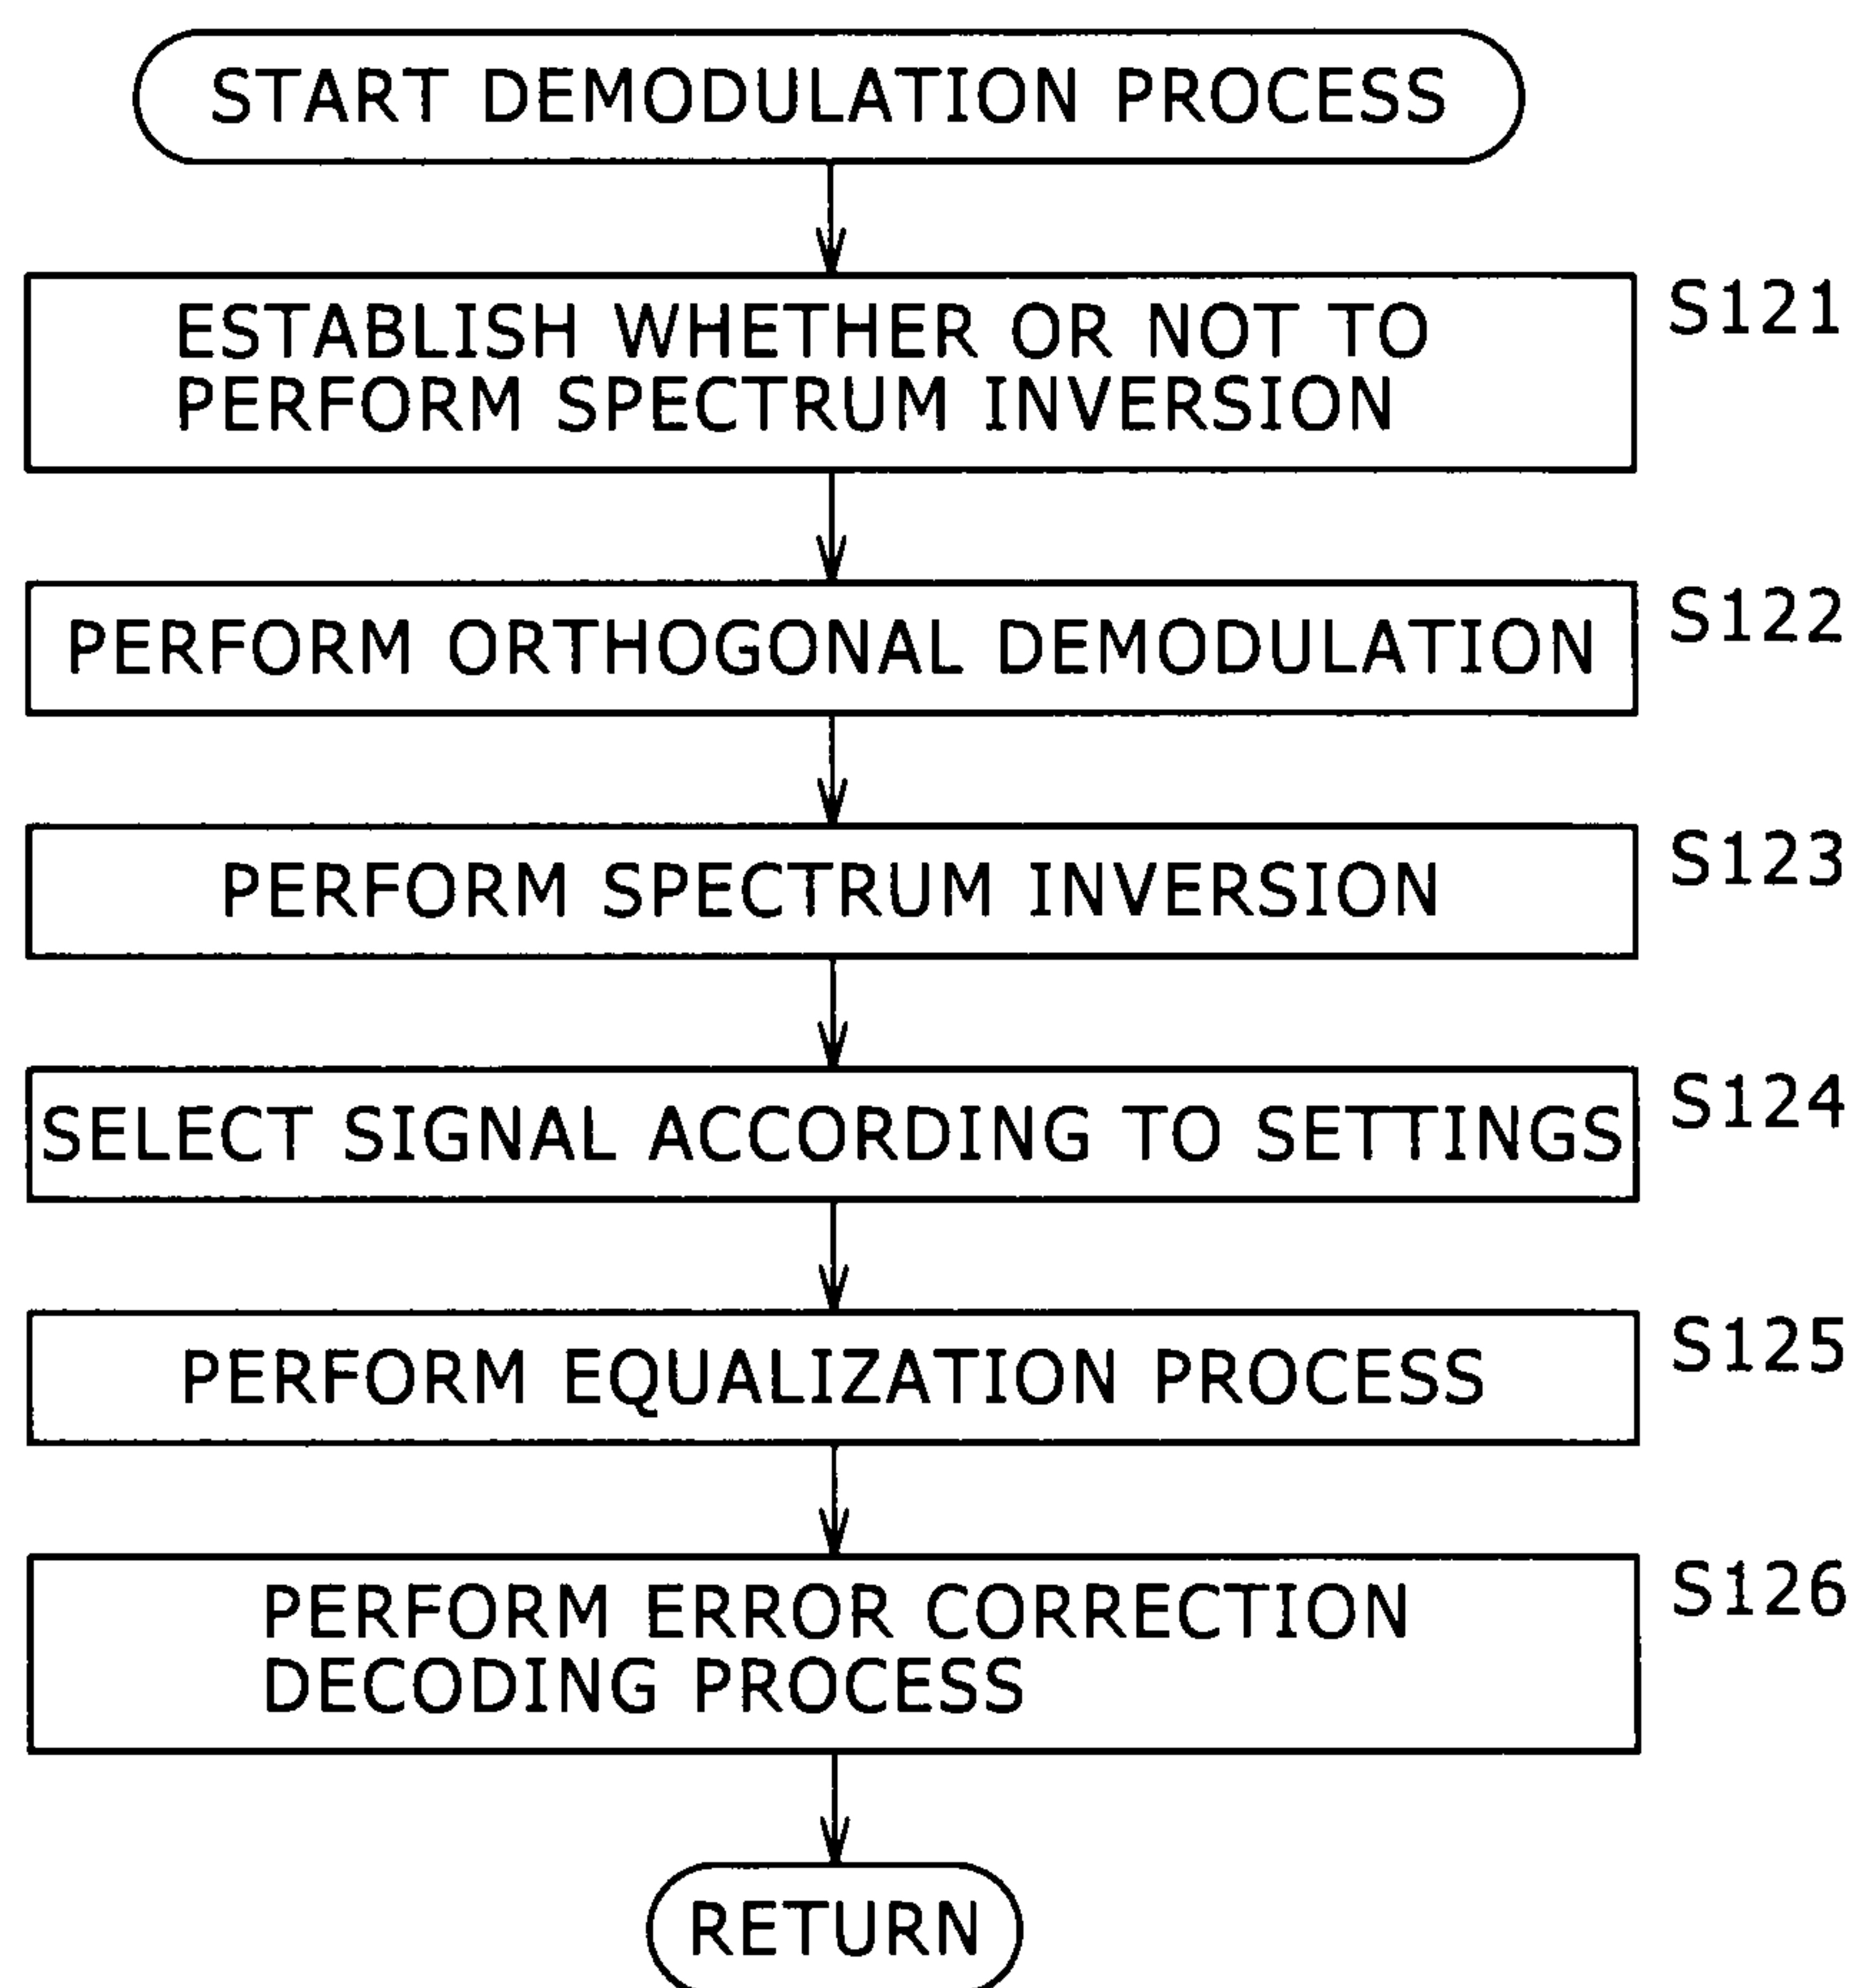 START DEMODULATION PROCESS
ESTABLISH WHETHER OR NOT TO
PERFORM SPECTRUM INVERSION
S121
PERFORM ORTHOGONAL DEMODULATION
S122
PERFORM SPECTRUM INVERSION
S123
SELECT SIGNAL ACCORDING TO SETTINGS
S124
PERFORM EQUALIZATION PROCESS
S125
PERFORM ERROR CORRECTION
DECODING PROCESS
S126
RETURN